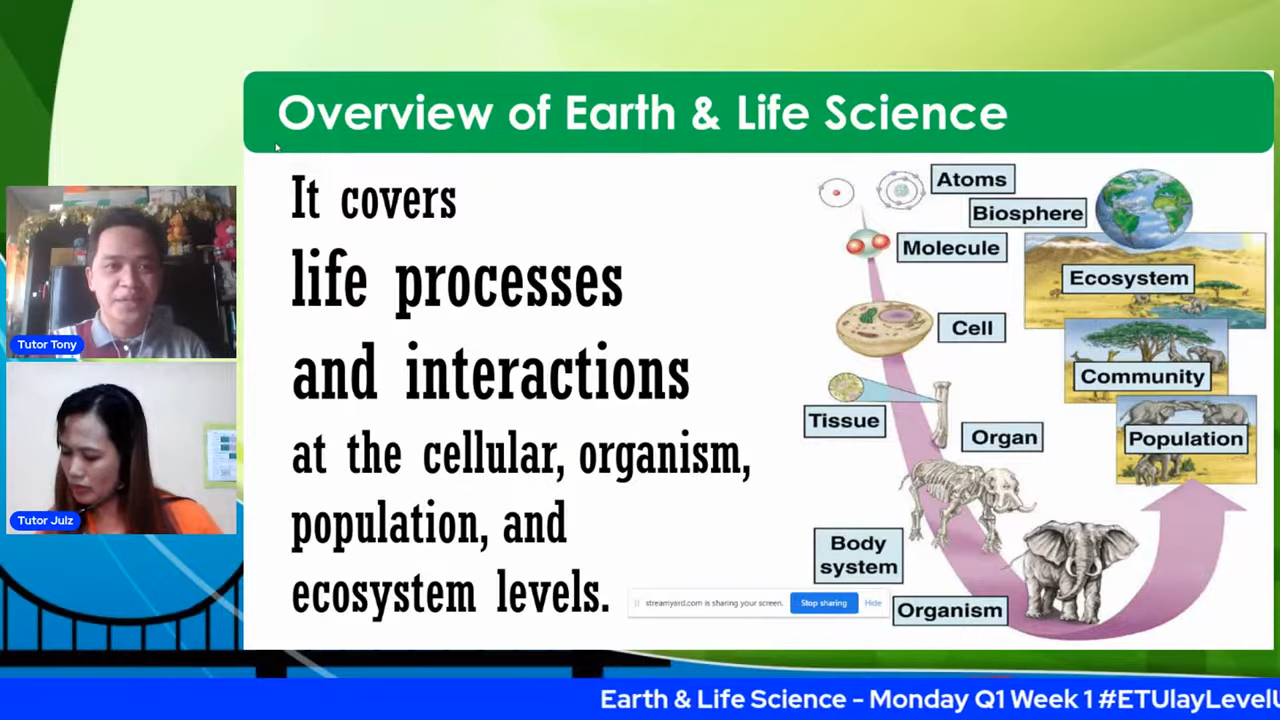 Overview of Earth & Life Science
It covers
life processes
and interactions
at the cellular, organism,
population, and
ecosystem levels.
Atoms
Biosphere
Molecule
Ecosystem
Cell
Community
Tissue
Organ
Population
Body
system
Organism
streamyard.com is sharing your screen.
Stop sharing
Hide
Tutor Tony
Tutor Julz
Earth & Life Science - Monday Q1 Week 1 #ETUlayLevelU